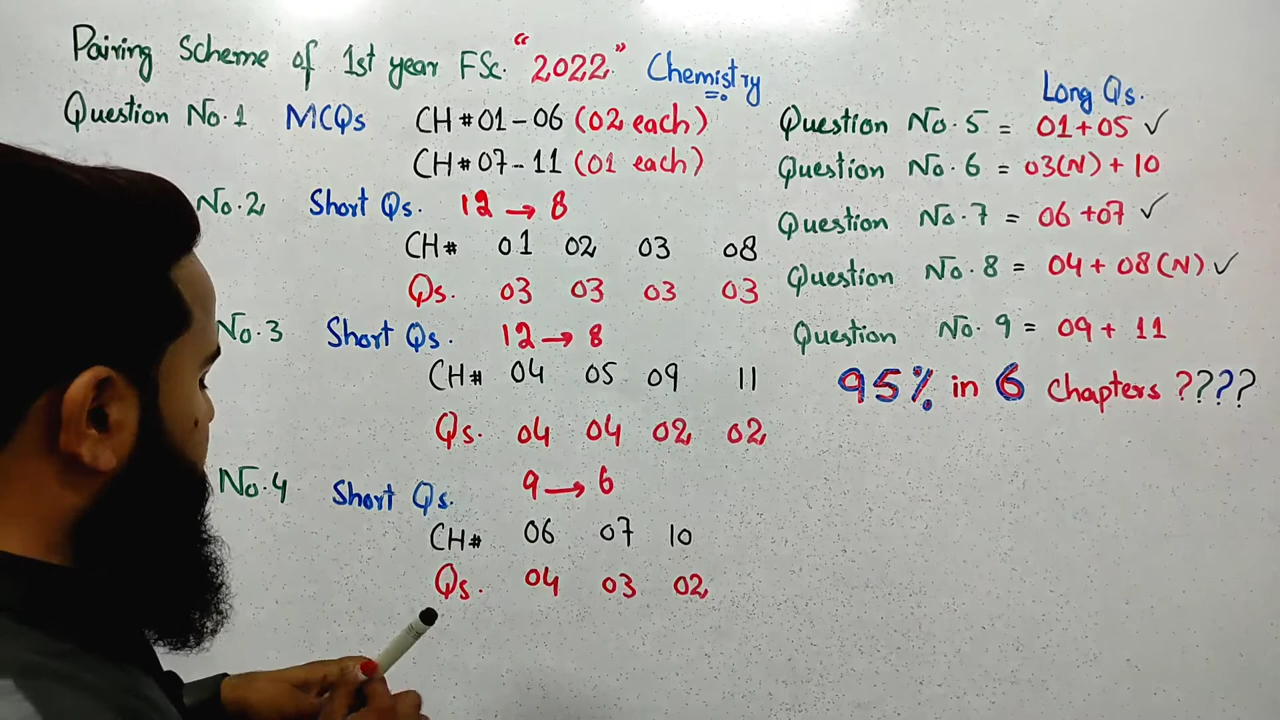 Pairing Scheme of 1st year FSc. "2022" Chemistry
Question No.1 MCQs CH#01-06 (02 each)
CH#07-11 (01 each)
No.2 Short Qs. 12→8
CH# 01 02 03 08
Qs. 03 03 03 03
No.3 Short Qs. 12→8
CH# 04 05 09 11
Qs. 04 04 02 02
No.4 Short Qs. 9→6
CH# 06 07 10
Qs. 04 03 02
Long Qs.
Question No.5 = 01+05 ✓
Question No.6 = 03(N)+10
Question No.7 = 06+07 ✓
Question No.8 = 04+08(N) ✓
Question No.9 = 09+11
95% in 6 chapters ????